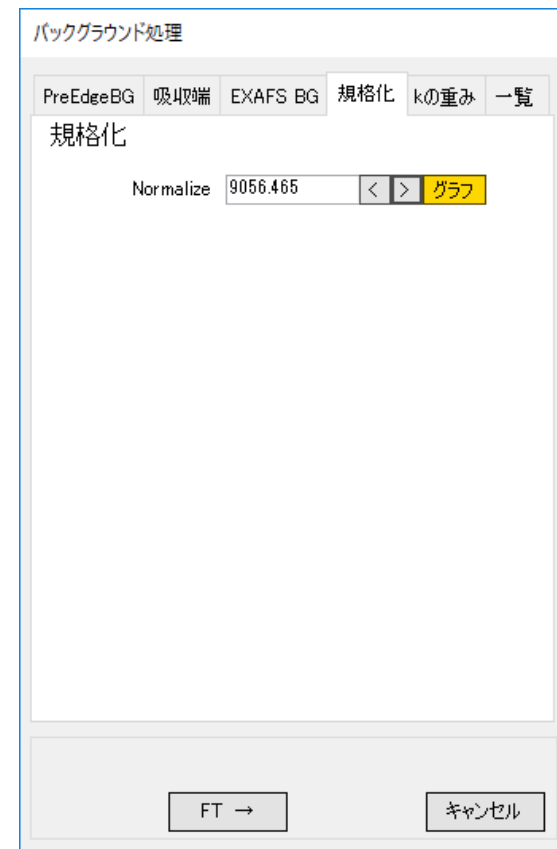 バックグラウンド処理
PreEdgeBG 吸収端 EXAFS BG 規格化 kの重み 一覧
規格化
Normalize 9056.465 < > グラフ
FT → キャンセル